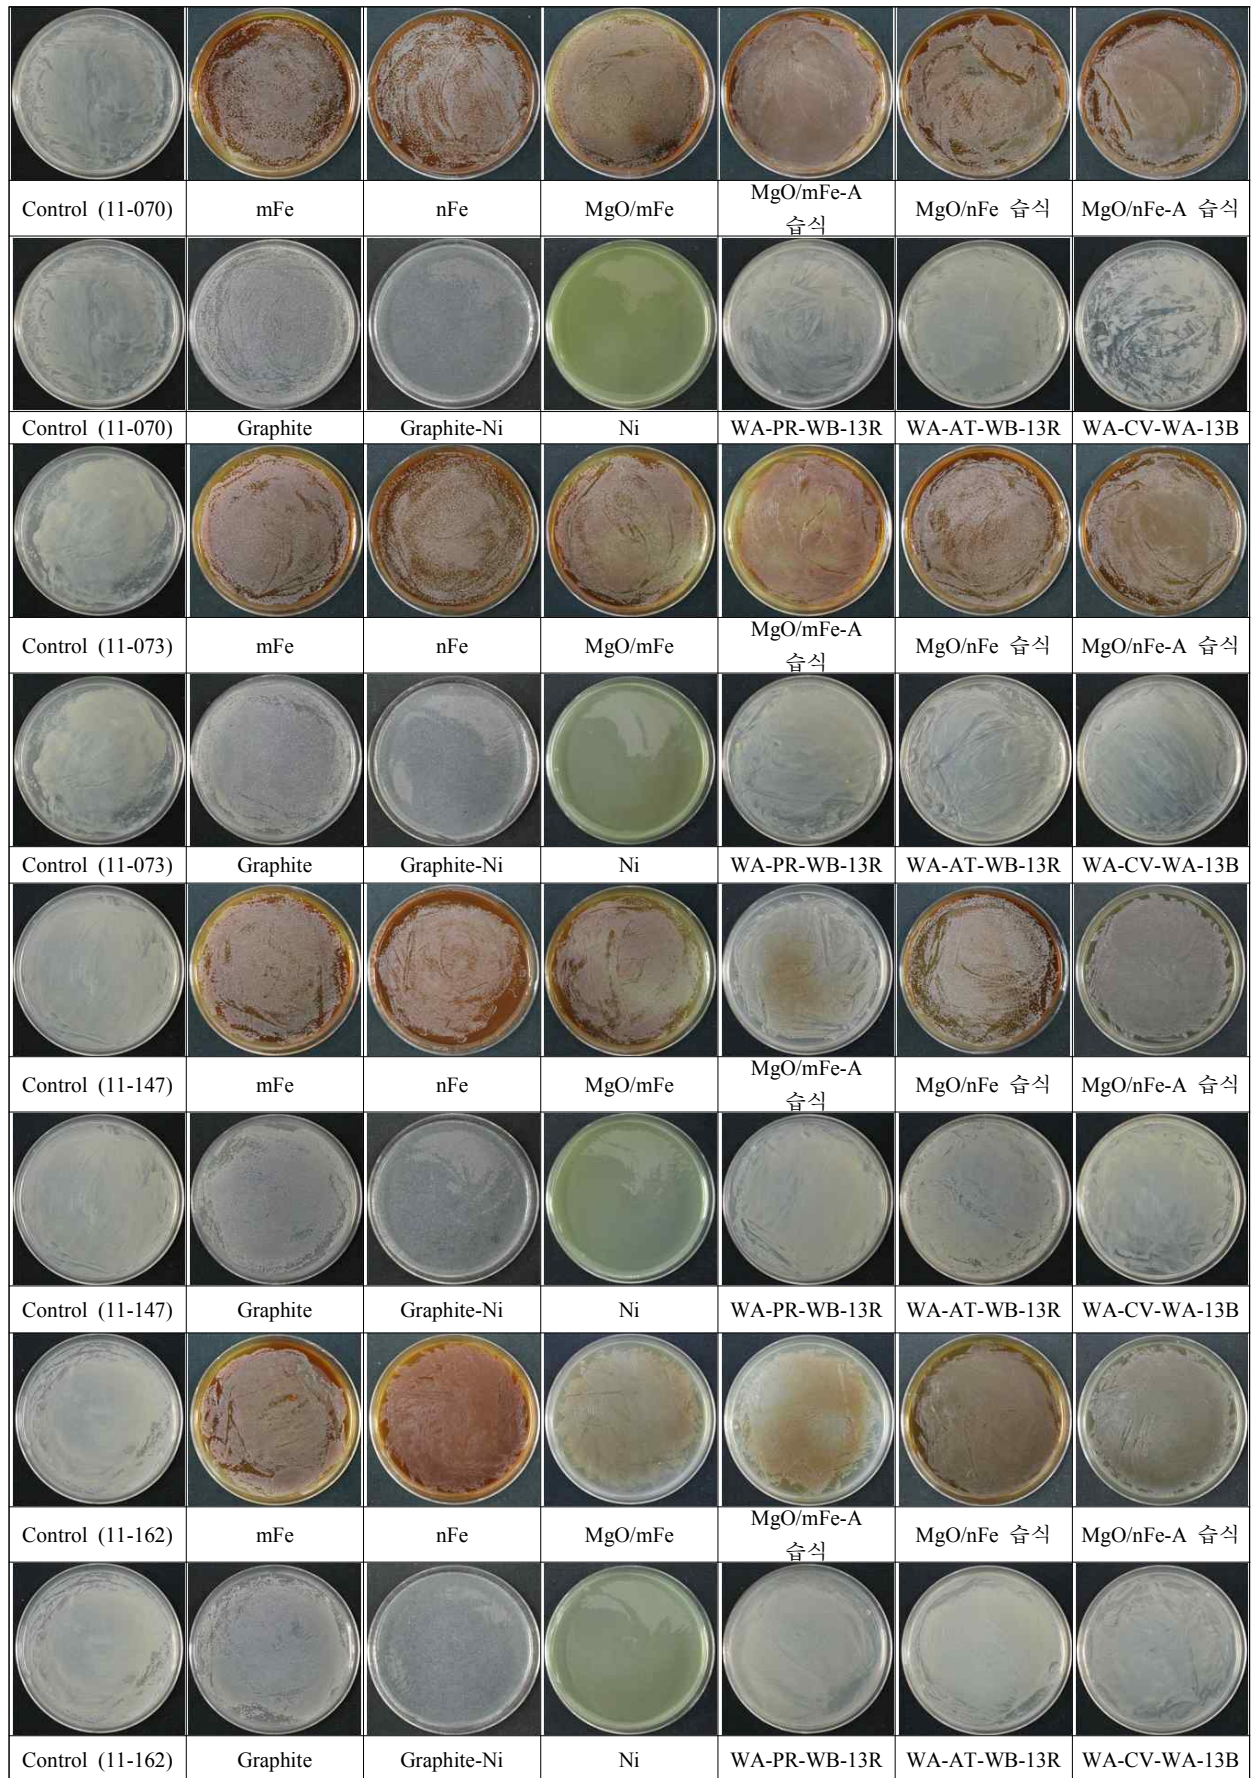 Control (11-070) mFe nFe MgO/mFe MgO/mFe-A 습식 MgO/nFe 습식 MgO/nFe-A 습식
Control (11-070) Graphite Graphite-Ni Ni WA-PR-WB-13R WA-AT-WB-13R WA-CV-WA-13B
Control (11-073) mFe nFe MgO/mFe MgO/mFe-A 습식 MgO/nFe 습식 MgO/nFe-A 습식
Control (11-073) Graphite Graphite-Ni Ni WA-PR-WB-13R WA-AT-WB-13R WA-CV-WA-13B
Control (11-147) mFe nFe MgO/mFe MgO/mFe-A 습식 MgO/nFe 습식 MgO/nFe-A 습식
Control (11-147) Graphite Graphite-Ni Ni WA-PR-WB-13R WA-AT-WB-13R WA-CV-WA-13B
Control (11-162) mFe nFe MgO/mFe MgO/mFe-A 습식 MgO/nFe 습식 MgO/nFe-A 습식
Control (11-162) Graphite Graphite-Ni Ni WA-PR-WB-13R WA-AT-WB-13R WA-CV-WA-13B